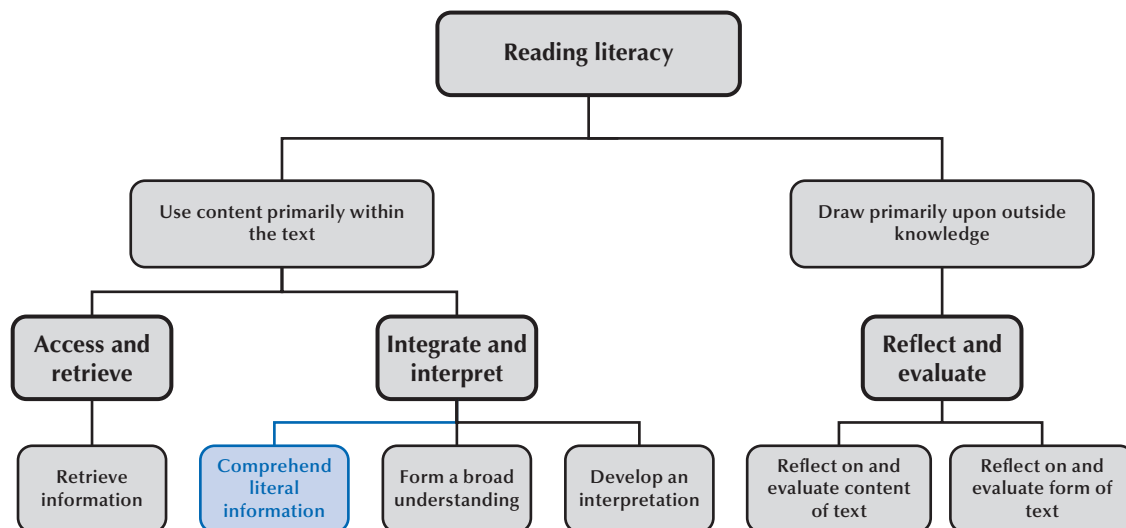 Reading literacy
Use content primarily within
the text
Draw primarily upon outside
knowledge
Access and
retrieve
Integrate and
interpret
Reflect and
evaluate
Retrieve
information
Comprehend
literal
information
Form a broad
understanding
Develop an
interpretation
Reflect on and
evaluate content of
text
Reflect on and
evaluate form of
text